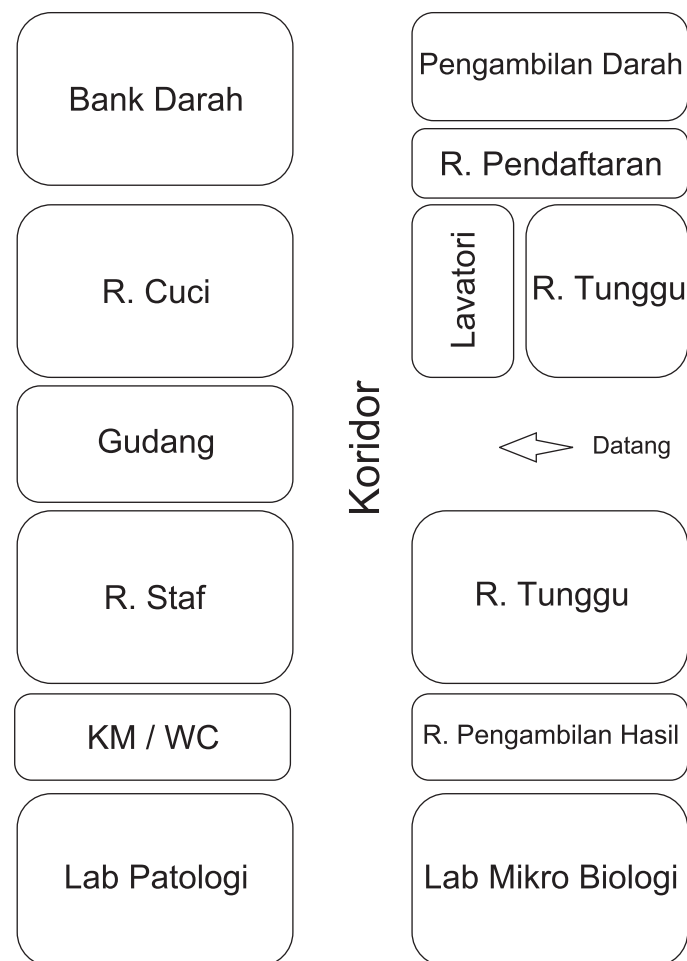 Bank Darah
Pengambilan Darah
R. Pendaftaran
R. Cuci
Lavatori
R. Tunggu
Koridor
Gudang
Datang
R. Staf
R. Tunggu
KM / WC
R. Pengambilan Hasil
Lab Patologi
Lab Mikro Biologi